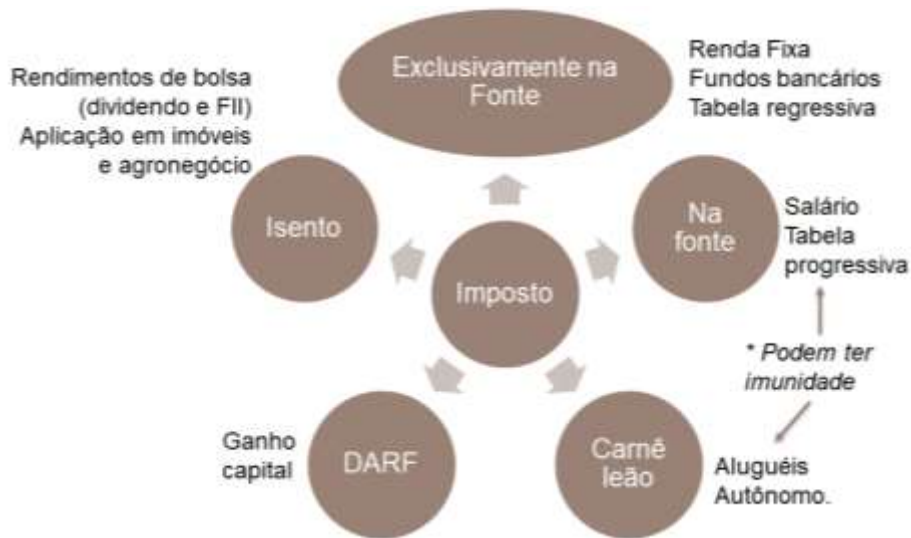 Exclusivamente na
Fonte
Renda Fixa
Fundos bancários
Tabela regressiva
Rendimentos de bolsa
(dividendo e FII)
Aplicação em imóveis
e agronegócio
Isento
Na
fonte
Salário
Tabela
progressiva
Imposto
* Podem ter
imunidade
Ganho
capital
DARF
Carnê
leão
Aluguéis
Autônomo.